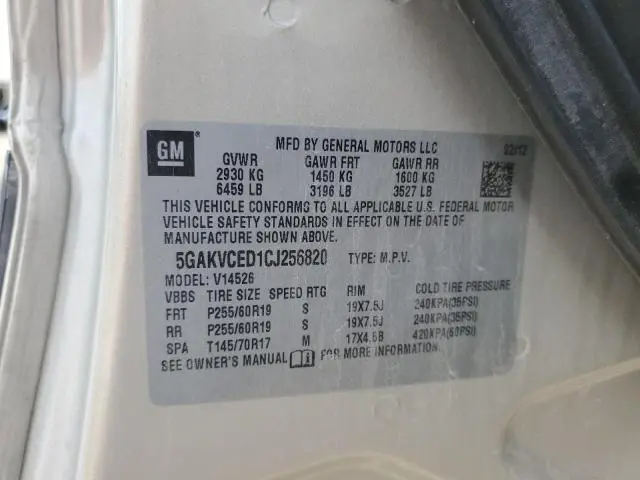 GM ®
MFD BY GENERAL MOTORS LLC 02/12
GVWR GAWR FRT GAWR RR
2930 KG 1450 KG 1600 KG
6459 LB 3196 LB 3527 LB
THIS VEHICLE CONFORMS TO ALL APPLICABLE U.S. FEDERAL MOTOR
VEHICLE SAFETY STANDARDS IN EFFECT ON THE DATE OF
MANUFACTURE SHOWN ABOVE.
5GAKVCED1CJ256820 TYPE: M.P.V.
MODEL: V14526
VBBS TIRE SIZE SPEED RTG RIM COLD TIRE PRESSURE
FRT P255/60R19 S 19X7.5J 240KPA(35PSI)
RR P255/60R19 S 19X7.5J 240KPA(35PSI)
SPA T145/70R17 M 17X4.5B 420KPA(60PSI)
SEE OWNER'S MANUAL FOR MORE INFORMATION.